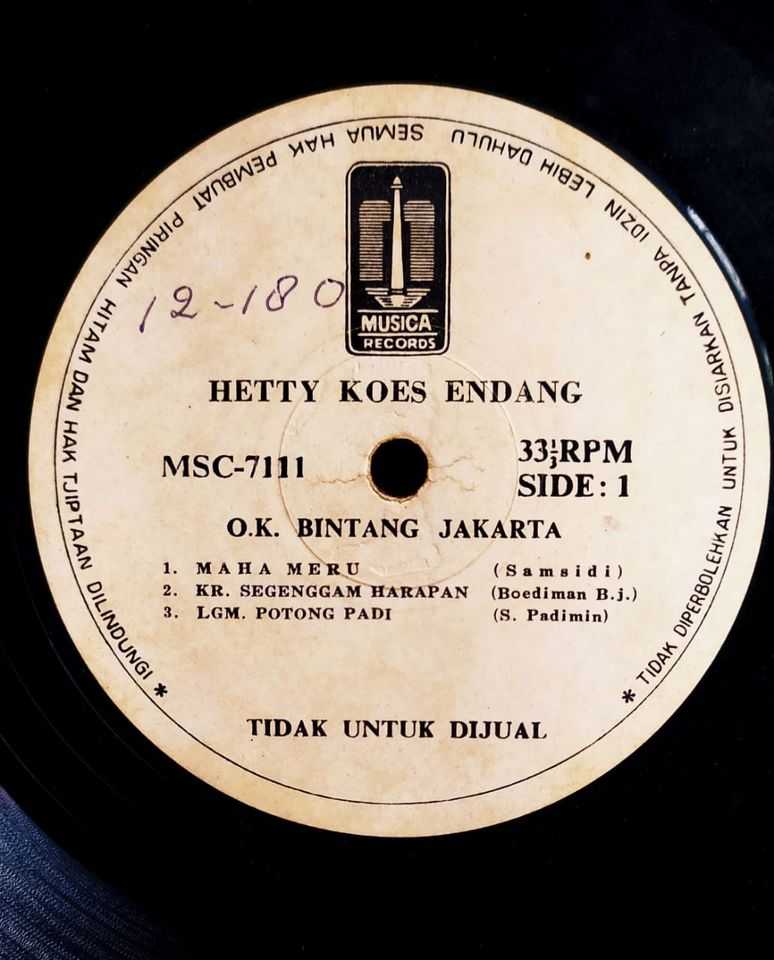 SEMUA HAK PEMBUAT PIRINGAN HITAM DAN HAK TJIPTAAN DILINDUNGI *
* TIDAK DIPERBOLEHKAN UNTUK DISIARKAN TANPA IDZIN LEBIH DAHULU
MUSICA
RECORDS
12-180
HETTY KOES ENDANG
MSC-7111
33⅓RPM
SIDE: 1
O.K. BINTANG JAKARTA
1. MAHA MERU (Samsidi)
2. KR. SEGENGGAM HARAPAN (Boediman B.j.)
3. LGM. POTONG PADI (S. Padimin)
TIDAK UNTUK DIJUAL